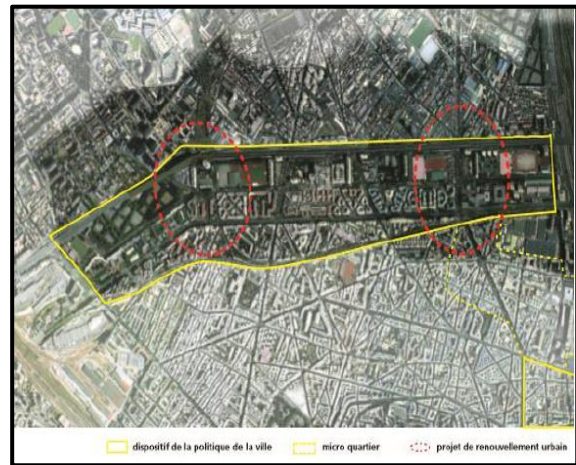 dispositif de la politique de la ville micro quartier projet de renouvellement urbain